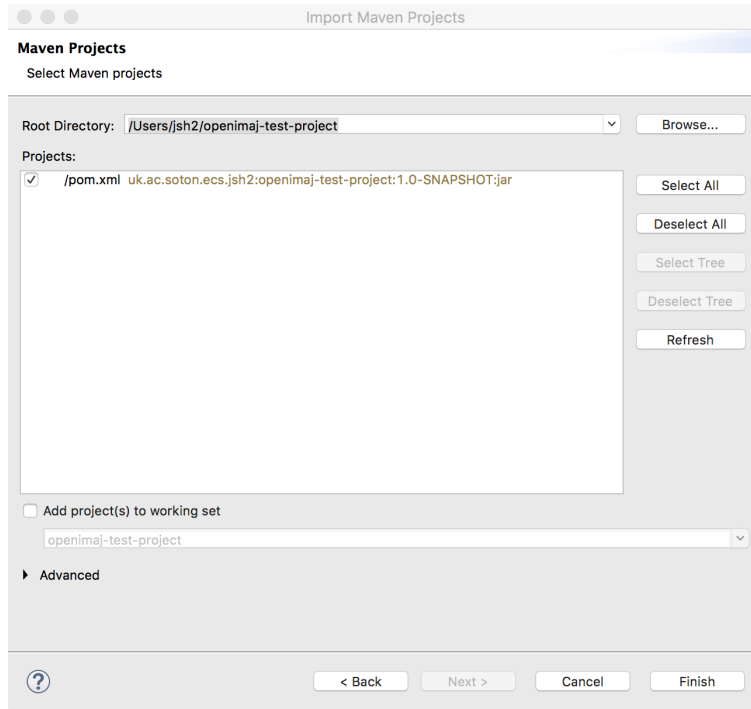 Import Maven Projects
Maven Projects
Select Maven projects
Root Directory: /Users/jsh2/openimaj-test-project Browse...
Projects:
/pom.xml uk.ac.soton.ecs.jsh2:openimaj-test-project:1.0-SNAPSHOT:jar
Select All
Deselect All
Select Tree
Deselect Tree
Refresh
Add project(s) to working set
openimaj-test-project
Advanced
? < Back Next > Cancel Finish